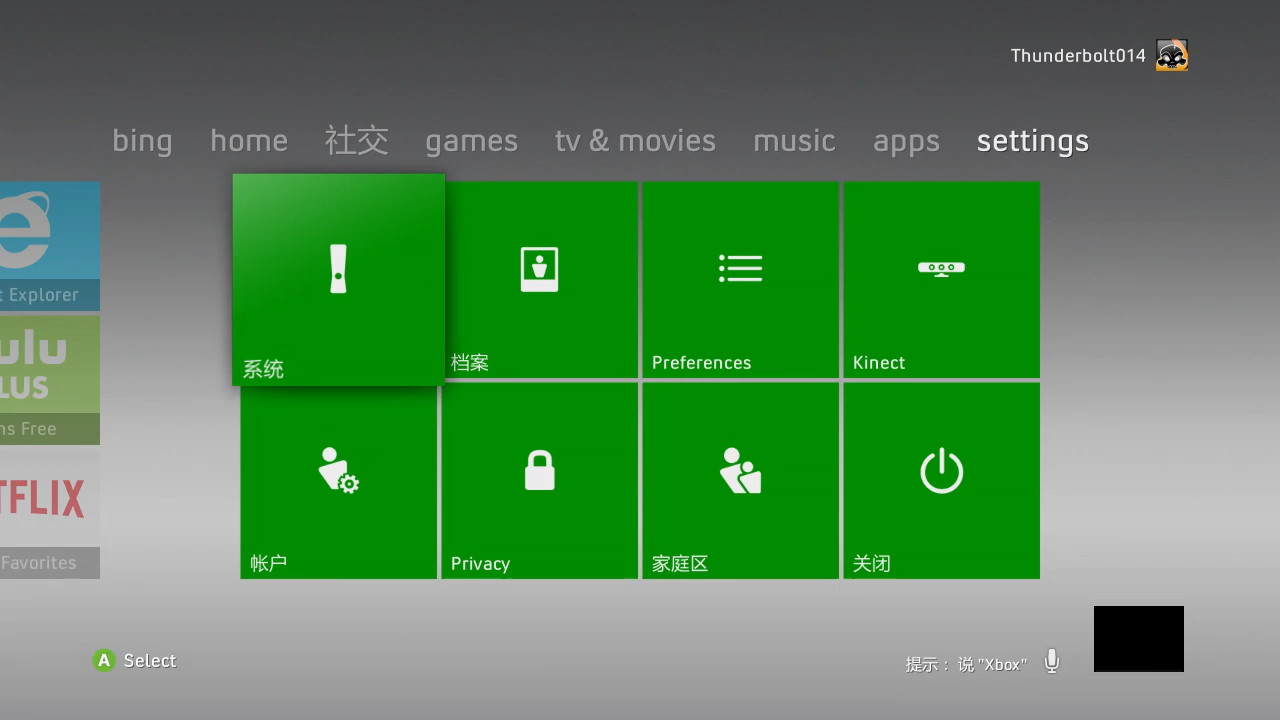 Thunderbolt014
bing home 社交 games tv & movies music apps settings
t Explorer
ulu
LUS
ns Free
TFLIX
Favorites
系统
档案
Preferences
Kinect
帐户
Privacy
家庭区
关闭
A Select
提示：说 "Xbox"